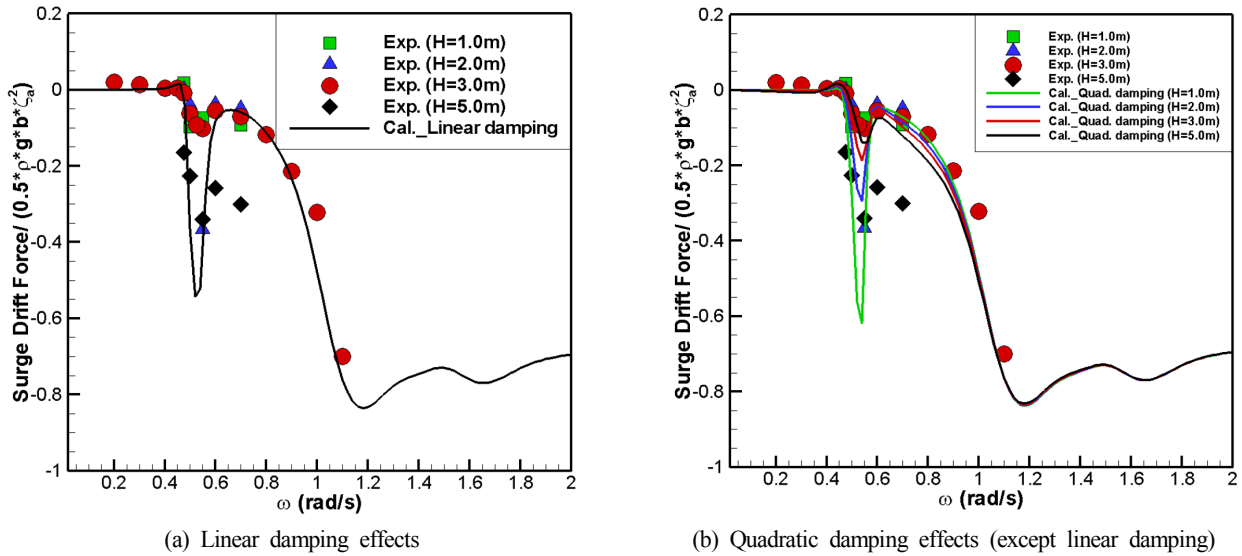 0.2
0
-0.2
-0.4
-0.6
-0.8
-1
Surge Drift Force/ (0.5*ρ*g*b*ζₐ²)
Exp. (H=1.0m)
Exp. (H=2.0m)
Exp. (H=3.0m)
Exp. (H=5.0m)
Cal._Linear damping
0.2 0.4 0.6 0.8 1 1.2 1.4 1.6 1.8 2
ω (rad/s)
(a) Linear damping effects
0.2
0
-0.2
-0.4
-0.6
-0.8
-1
Surge Drift Force/ (0.5*ρ*g*b*ζₐ²)
Exp. (H=1.0m)
Exp. (H=2.0m)
Exp. (H=3.0m)
Exp. (H=5.0m)
Cal._Quad. damping (H=1.0m)
Cal._Quad. damping (H=2.0m)
Cal._Quad. damping (H=3.0m)
Cal._Quad. damping (H=5.0m)
0.2 0.4 0.6 0.8 1 1.2 1.4 1.6 1.8 2
ω (rad/s)
(b) Quadratic damping effects (except linear damping)